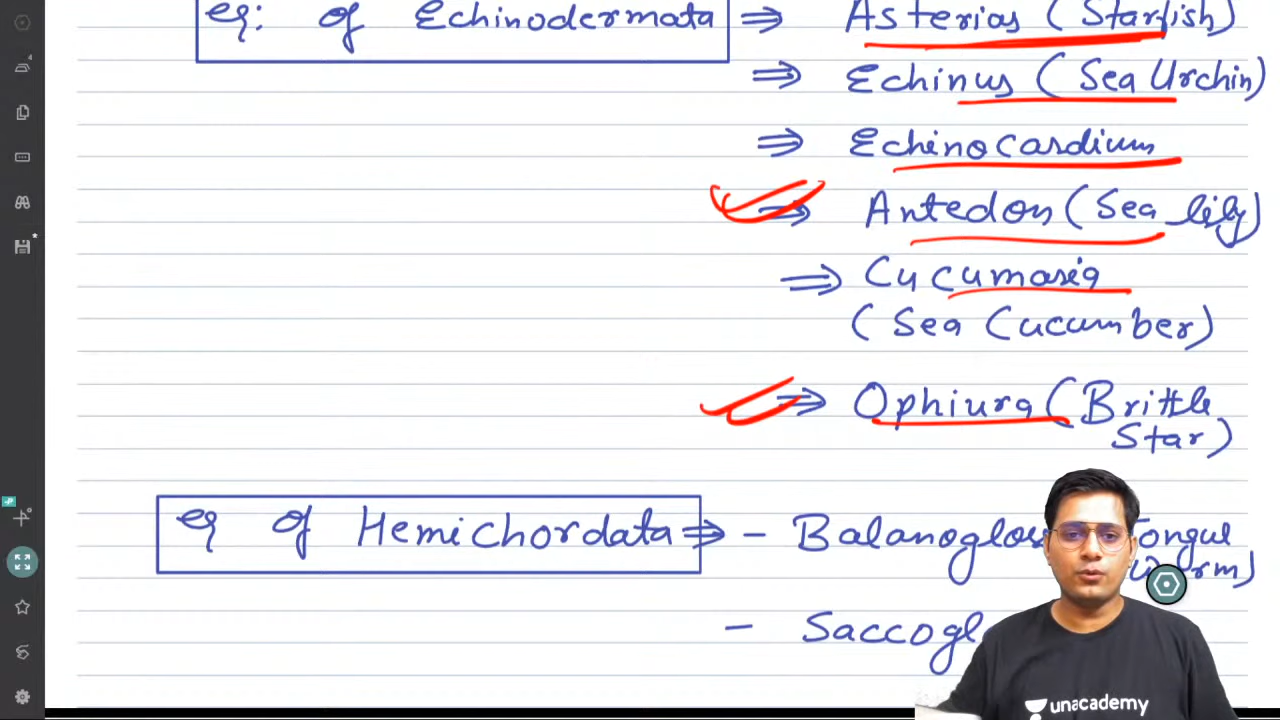 eg: of Echinodermata ⇒ Asterias (Starfish)
⇒ Echinus (Sea Urchin)
⇒ Echinocardium
⇒ Antedon (Sea lily)
⇒ Cucumaria
(Sea Cucumber)
⇒ Ophiura (Brittle
Star)
eg of Hemichordata ⇒ - Balanoglos
- Saccogl
unacademy